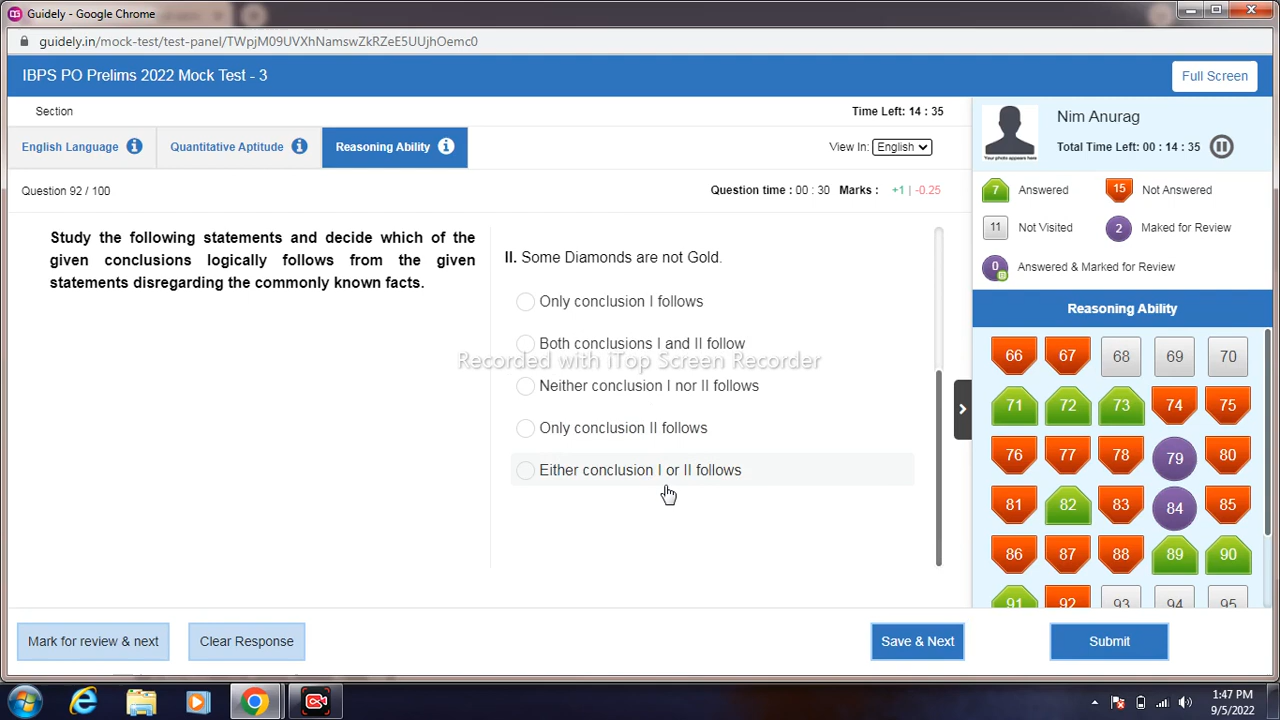 Guidely - Google Chrome
guidely.in/mock-test/test-panel/TWpjM09UVXhNamswZkRZeE5UUjhOemc0
IBPS PO Prelims 2022 Mock Test - 3
Full Screen
Section
Time Left: 14 : 35
English Language
Quantitative Aptitude
Reasoning Ability
View In: English
Question 92 / 100
Question time : 00 : 30 Marks : +1 | -0.25
Study the following statements and decide which of the
given conclusions logically follows from the given
statements disregarding the commonly known facts.
II. Some Diamonds are not Gold.
Only conclusion I follows
Both conclusions I and II follow
Neither conclusion I nor II follows
Only conclusion II follows
Either conclusion I or II follows
Recorded with iTop Screen Recorder
Nim Anurag
Your photo appears here
Total Time Left: 00 : 14 : 35
7 Answered
15 Not Answered
11 Not Visited
2 Maked for Review
0 Answered & Marked for Review
Reasoning Ability
66 67 68 69 70
71 72 73 74 75
76 77 78 79 80
81 82 83 84 85
86 87 88 89 90
91 92 93 94 95
Mark for review & next
Clear Response
Save & Next
Submit
1:47 PM
9/5/2022